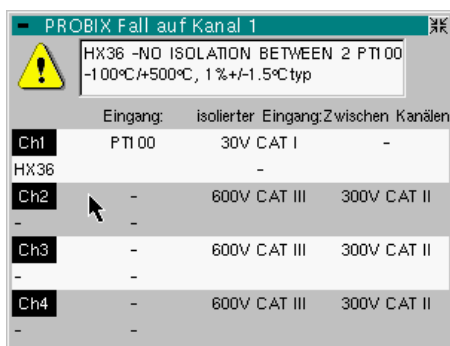 PROBIX Fall auf Kanal 1
HX36 -NO ISOLATION BETWEEN 2 PT100
-100°C/+500°C, 1%+/-1.5°C typ
Eingang: isolierter Eingang: Zwischen Kanälen
Ch1 PT100 30V CAT I -
HX36 -
Ch2 - 600V CAT III 300V CAT II
- -
Ch3 - 600V CAT III 300V CAT II
- -
Ch4 - 600V CAT III 300V CAT II
- -